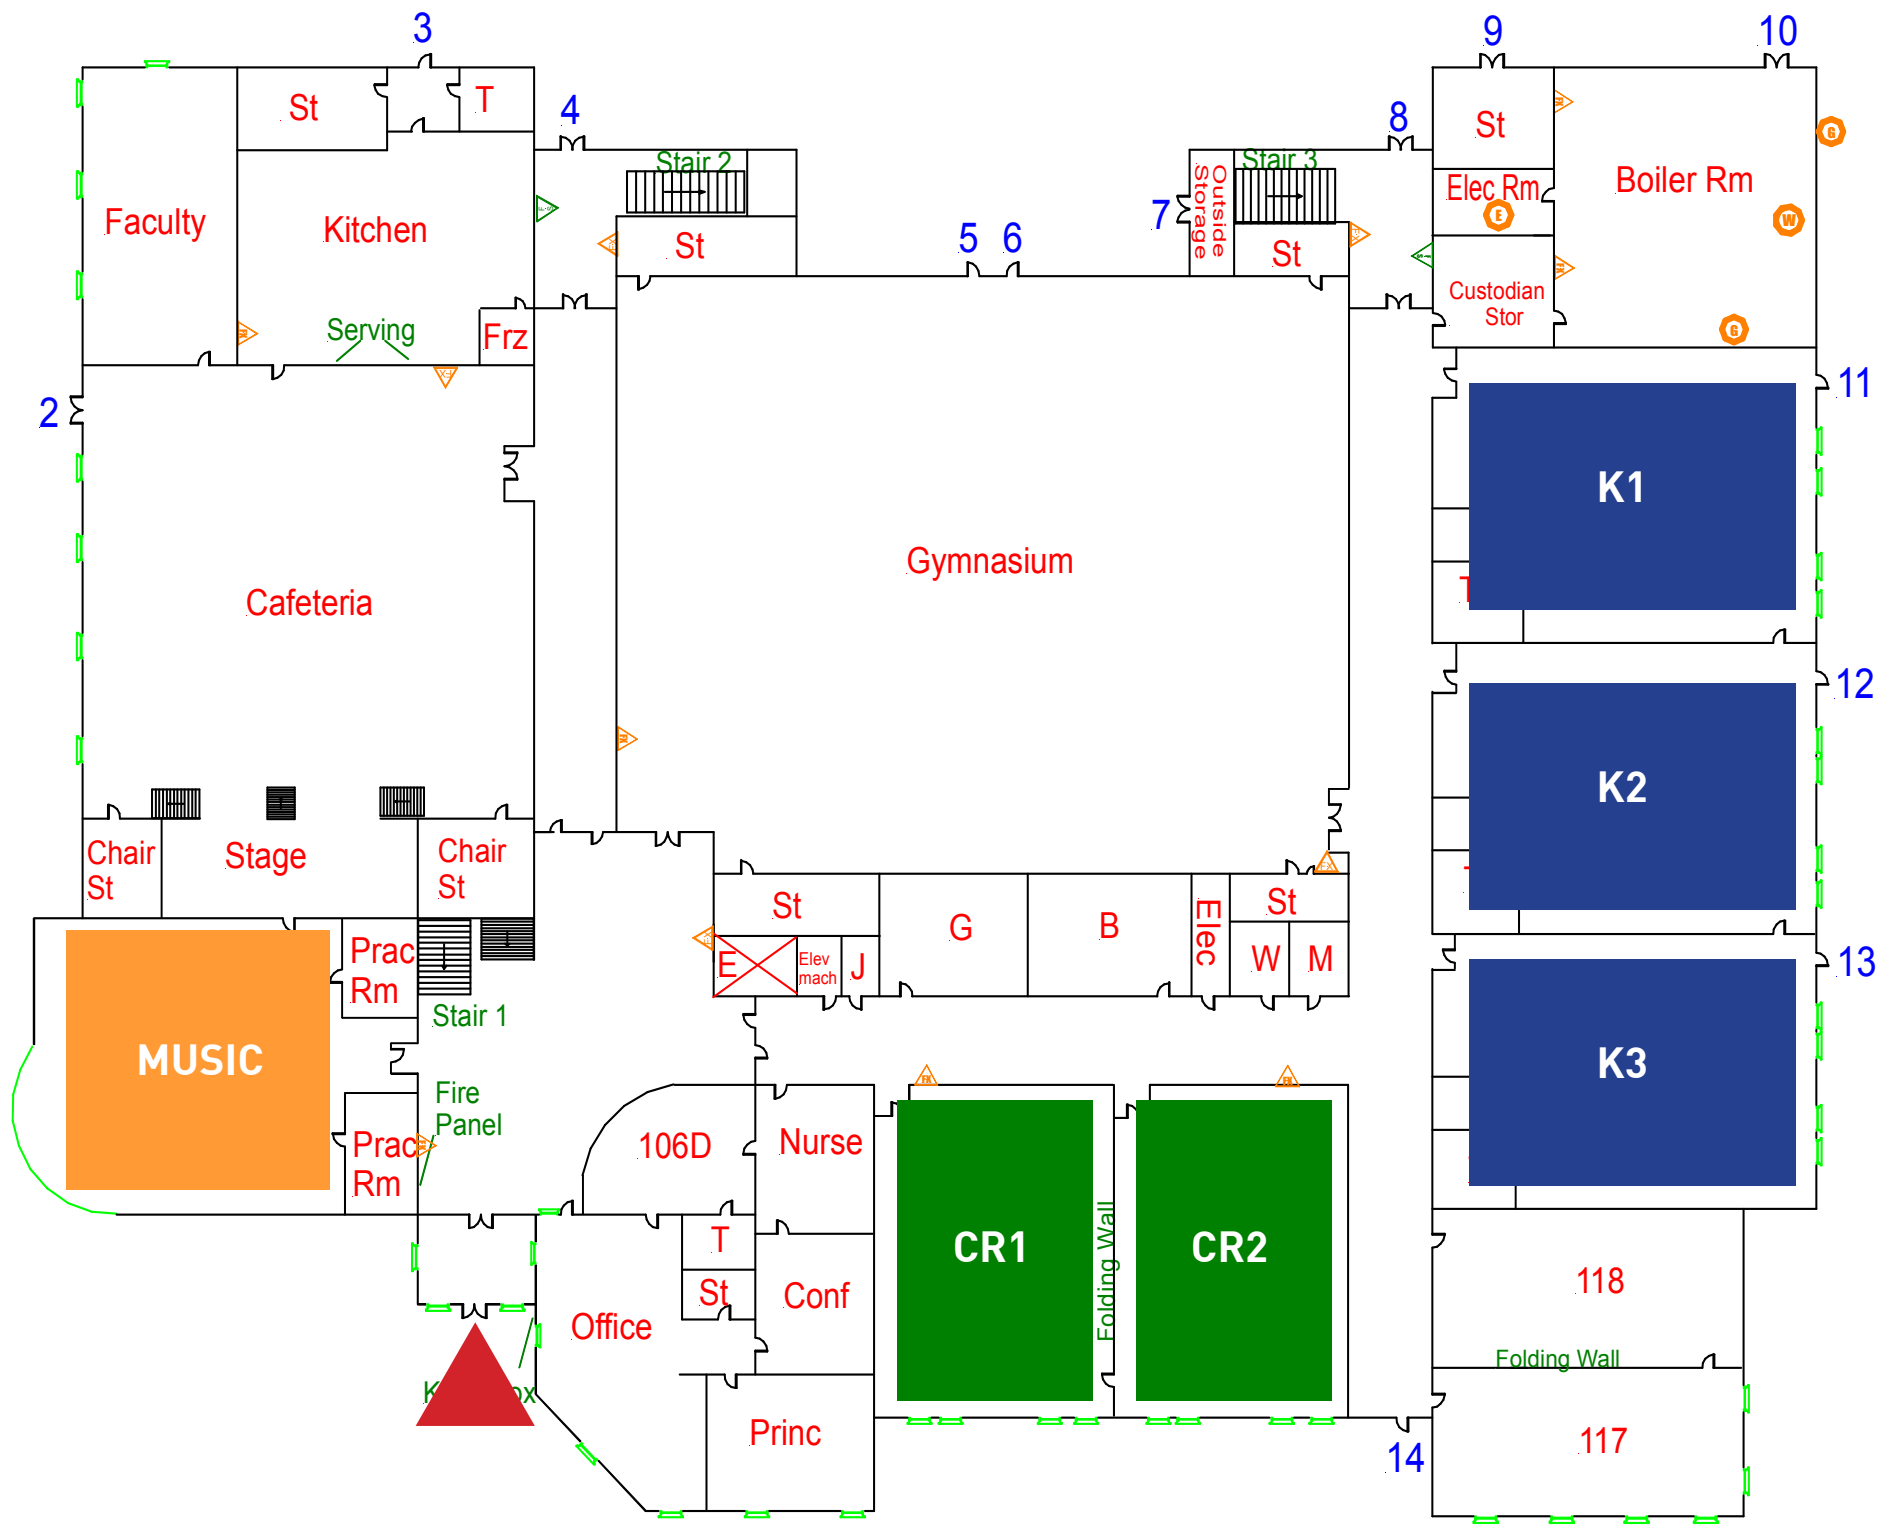 3
9
10
4
8
St
T
St
Stair 2
Stair 3
Boiler Rm
G
Elec Rm
Outside
Storage
Faculty
Kitchen
7
E
W
5
6
St
St
Custodian
Stor
Serving
Frz
G
2
11
K1
Gymnasium
Cafeteria
12
K2
Chair
St
Stage
Chair
St
St
G
B
Elec
St
Prac
Rm
E
Elev
mach
J
W
M
13
Stair 1
MUSIC
K3
Fire
Panel
Prac
Rm
106D
Nurse
T
CR1
Folding Wall
CR2
St
Conf
118
Office
Folding Wall
Princ
117
14